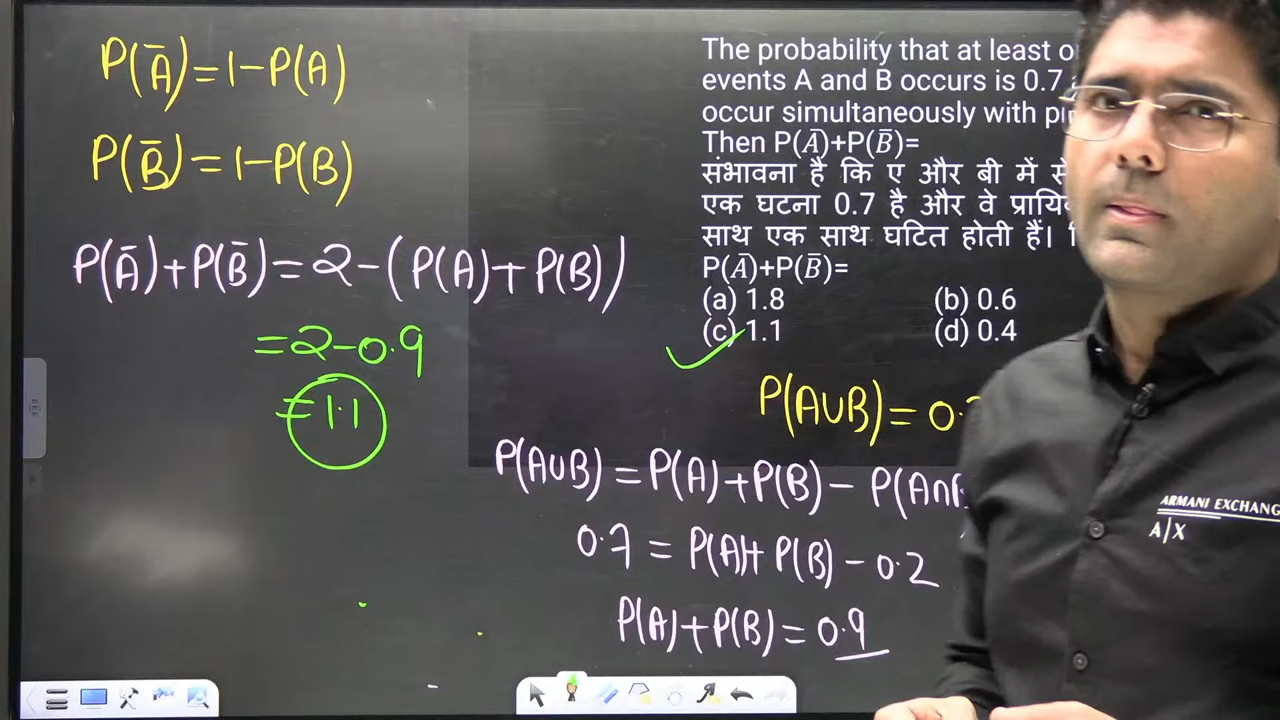 P(Ā)=1-P(A)
P(B̄)=1-P(B)
P(Ā)+P(B̄)=2-(P(A)+P(B))
=2-0.9
=1.1
The probability that at least
events A and B occurs is 0.7
occur simultaneously with
Then P(Ā)+P(B̄)=
संभावना है कि ए और बी में
एक घटना 0.7 है और वे
साथ एक साथ घटित होती हैं।
P(Ā)+P(B̄)=
(a) 1.8 (b) 0.6
(c) 1.1 (d) 0.4
P(A∪B)=0.
P(A∪B)=P(A)+P(B)-P(A∩B
0.7=P(A)+P(B)-0.2
P(A)+P(B)=0.9
ARMANI EXCHANG
A|X